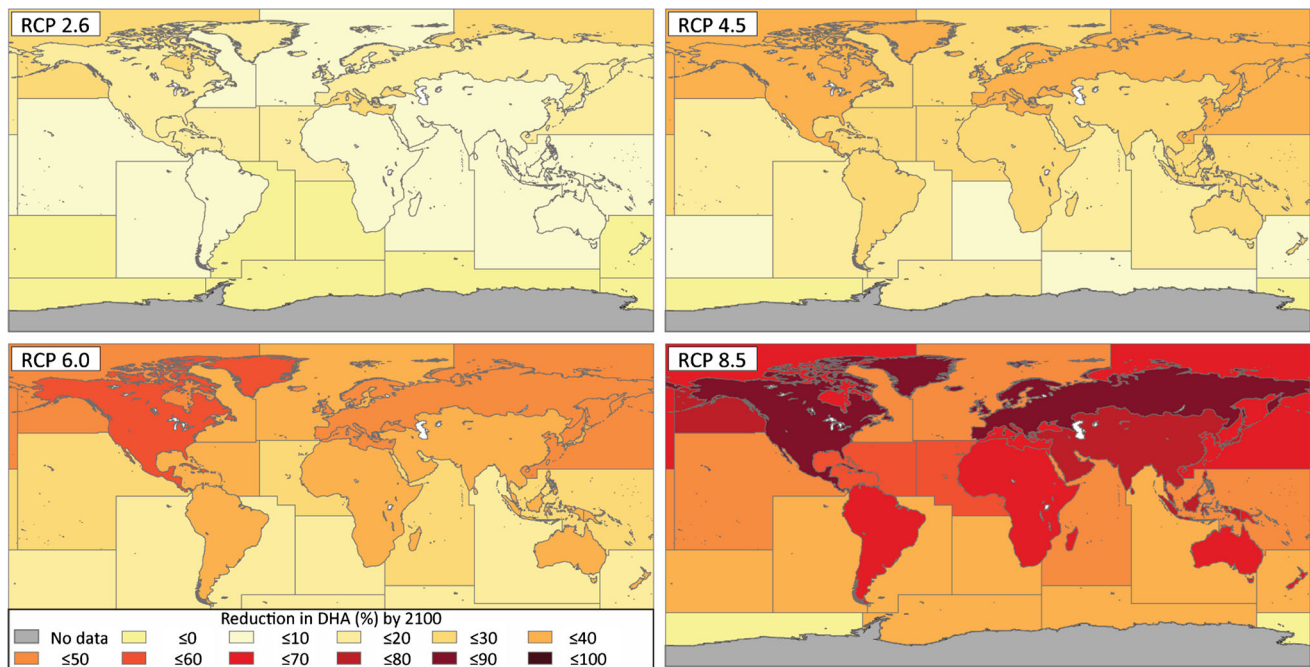 RCP 2.6
RCP 4.5
RCP 6.0
RCP 8.5
Reduction in DHA (%) by 2100
No data ≤0 ≤10 ≤20 ≤30 ≤40
≤50 ≤60 ≤70 ≤80 ≤90 ≤100